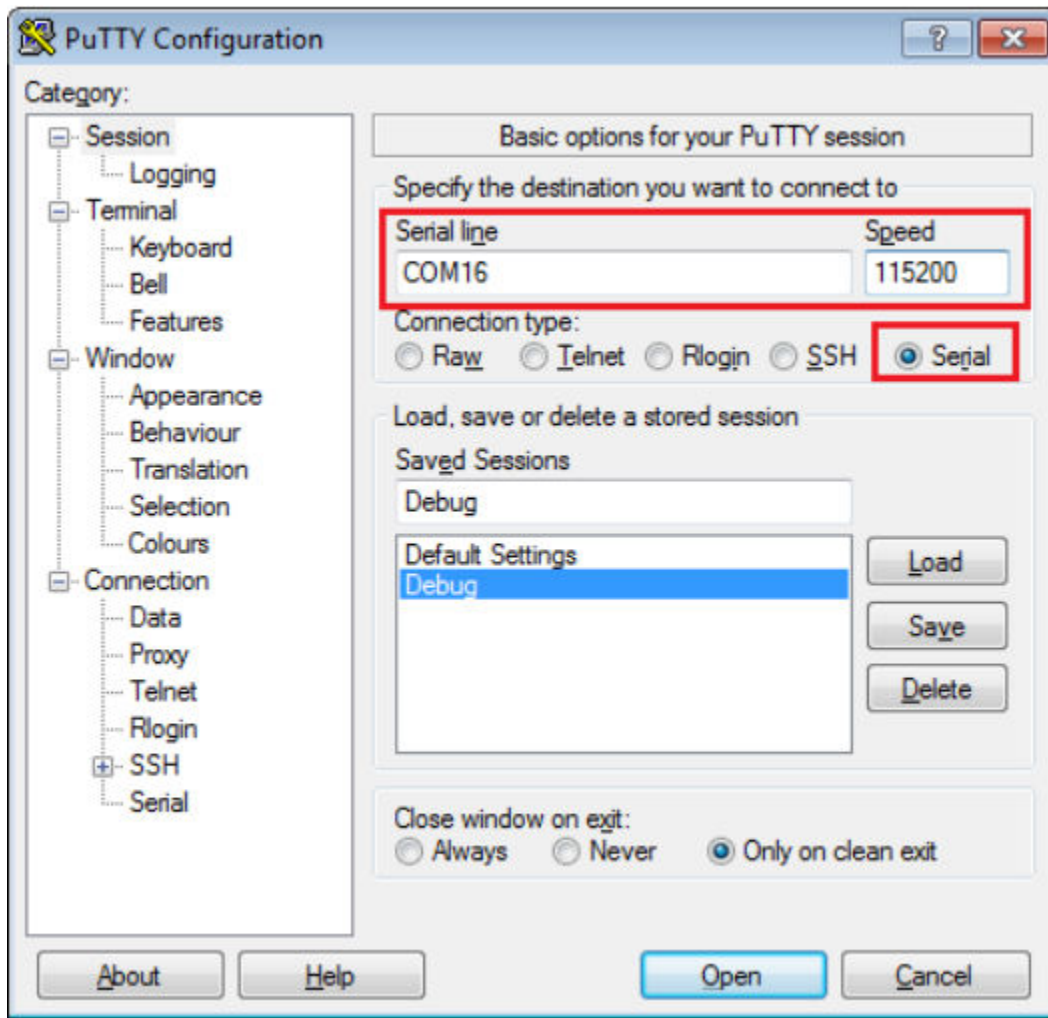 PuTTY Configuration
Category:
Session
Logging
Terminal
Keyboard
Bell
Features
Window
Appearance
Behaviour
Translation
Selection
Colours
Connection
Data
Proxy
Telnet
Rlogin
SSH
Serial
Basic options for your PuTTY session
Specify the destination you want to connect to
Serial line Speed
COM16 115200
Connection type:
Raw Telnet Rlogin SSH Serial
Load, save or delete a stored session
Saved Sessions
Debug
Default Settings
Debug
Load
Save
Delete
Close window on exit:
Always Never Only on clean exit
About Help Open Cancel